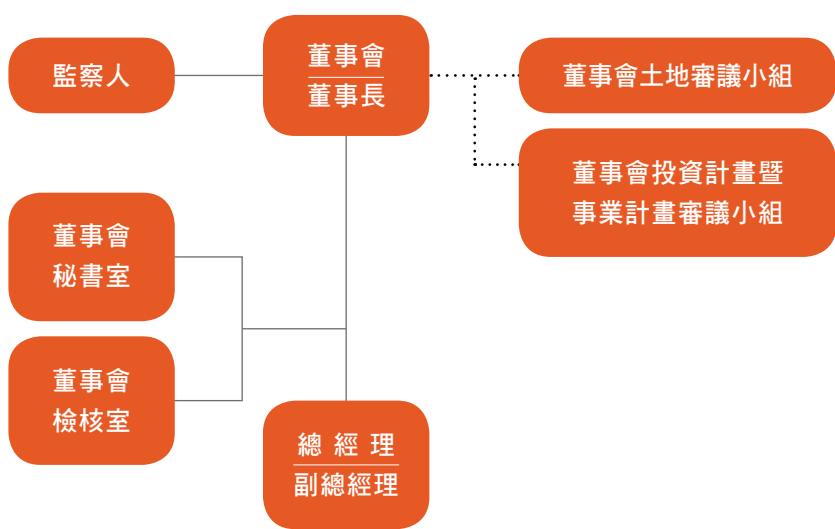 監察人
董事會
董事長
董事會土地審議小組
董事會投資計畫暨
事業計畫審議小組
董事會
秘書室
董事會
檢核室
總經理
副總經理